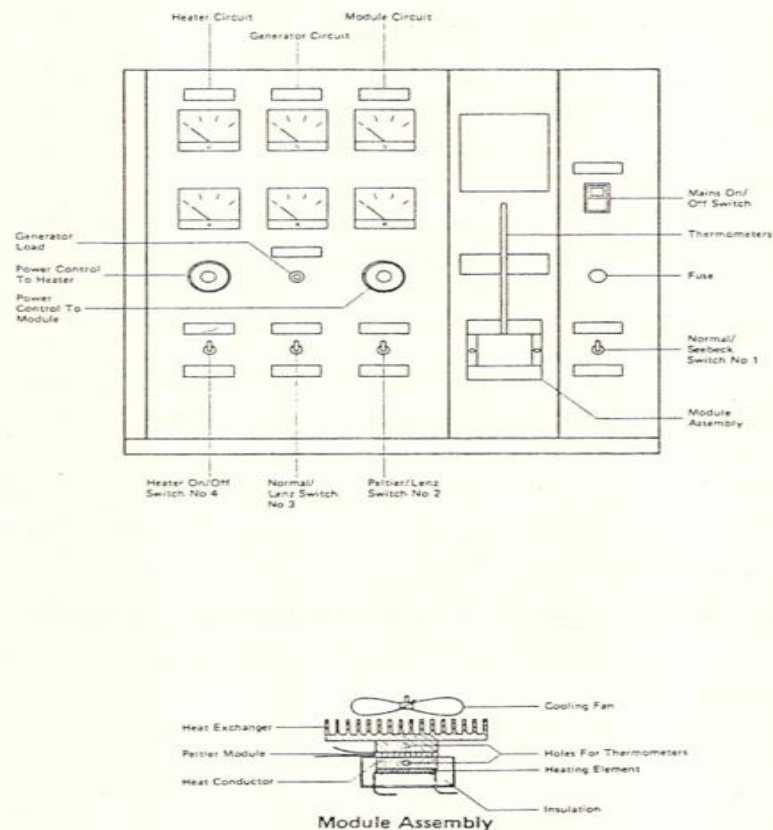 Heater Circuit
Module Circuit
Generator Circuit
Mains On/
Off Switch
Generator
Load
Thermometers
Power Control
To Heater
Fuse
Power
Control To
Module
Normal/
Seebeck
Switch No 1
Module
Assembly
Heater On/Off
Switch No 4
Normal/
Lenz Switch
No 3
Peltier/Lenz
Switch No 2
Cooling Fan
Heat Exchanger
Peltier Module
Holes For Thermometers
Heat Conductor
Heating Element
Insulation
Module Assembly